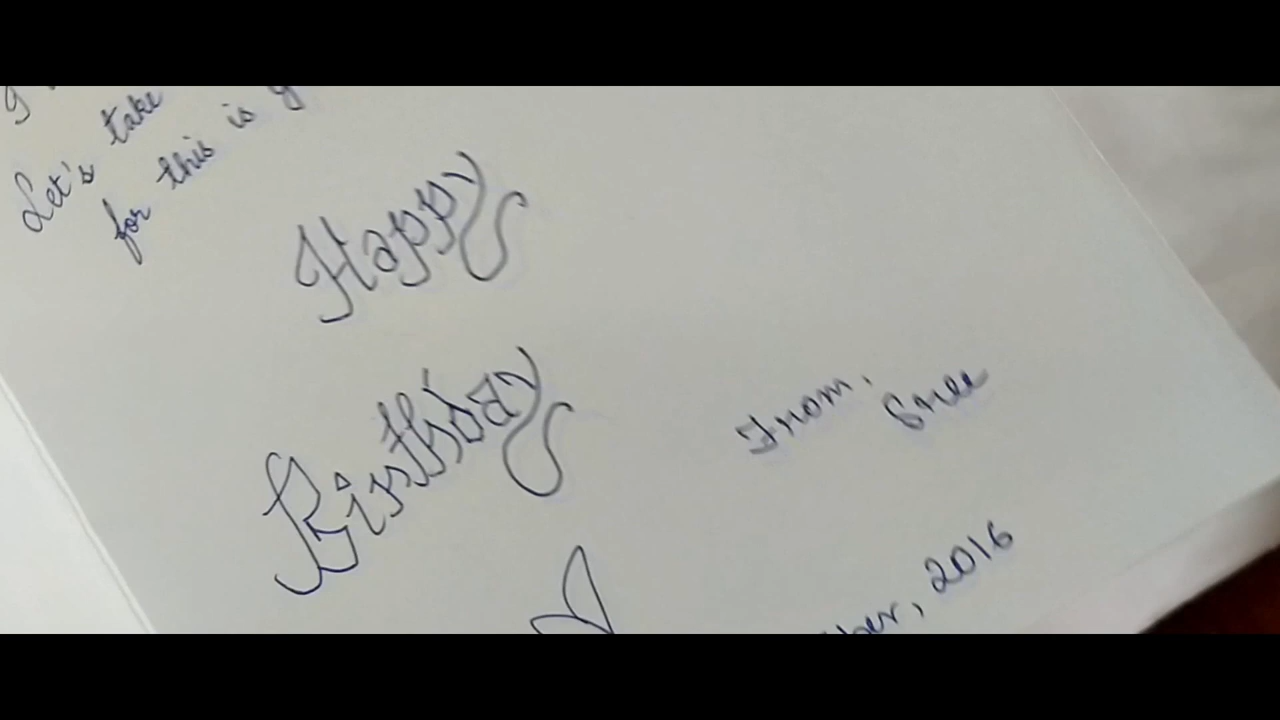 Let's take
for this is
Happy
Birthday
From,
Sree
2016